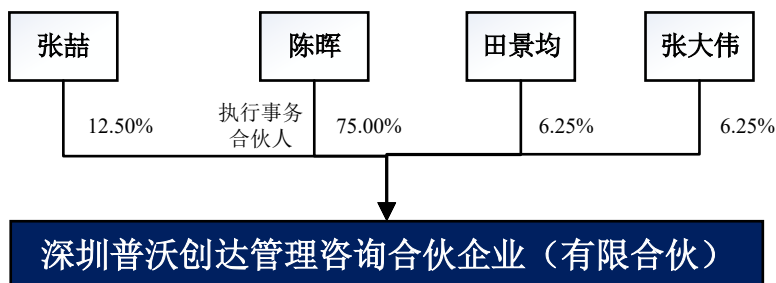 张喆
陈晖
田景均
张大伟
12.50%
执行事务
合伙人
75.00%
6.25%
6.25%
深圳普沃创达管理咨询合伙企业（有限合伙）